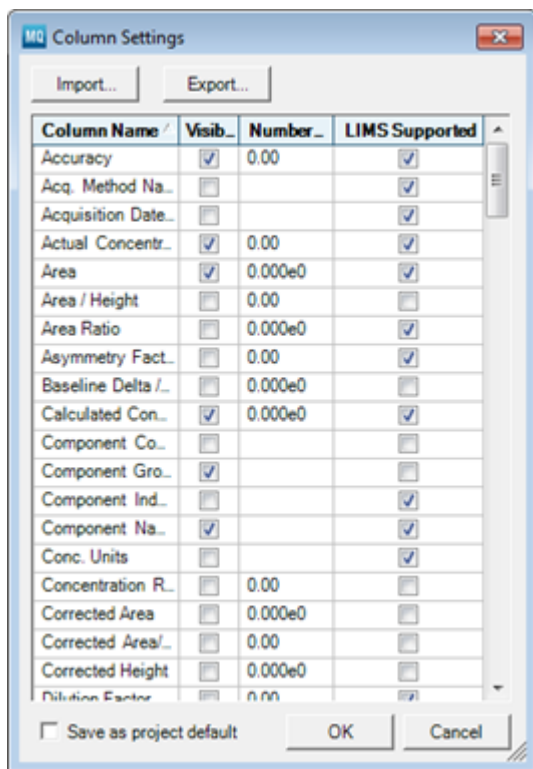 MQ Column Settings
Import... Export...
Column Name Visib... Number... LIMS Supported
Accuracy 0.00
Acq. Method Na...
Acquisition Date...
Actual Concentr... 0.00
Area 0.000e0
Area / Height 0.00
Area Ratio 0.000e0
Asymmetry Fact... 0.00
Baseline Delta /... 0.000e0
Calculated Con... 0.000e0
Component Co...
Component Gro...
Component Ind...
Component Na...
Conc. Units
Concentration R... 0.00
Corrected Area 0.000e0
Corrected Area/... 0.00
Corrected Height 0.000e0
Dilution Factor 0.00
Save as project default OK Cancel